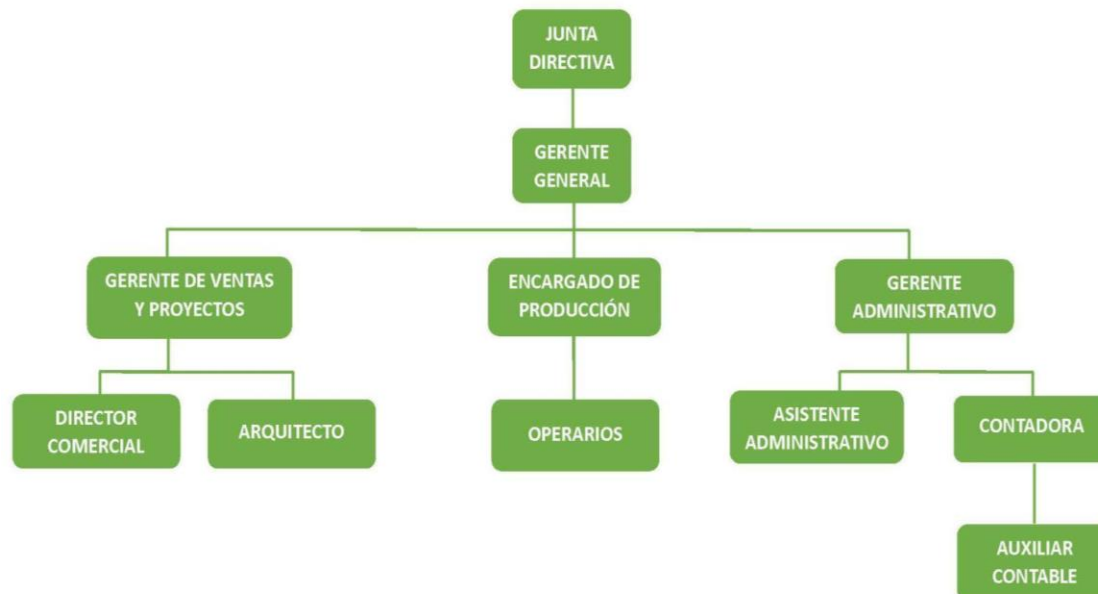 JUNTA
DIRECTIVA
GERENTE
GENERAL
GERENTE DE VENTAS
Y PROYECTOS
ENCARGADO DE
PRODUCCIÓN
GERENTE
ADMINISTRATIVO
DIRECTOR
COMERCIAL
ARQUITECTO
OPERARIOS
ASISTENTE
ADMINISTRATIVO
CONTADORA
AUXILIAR
CONTABLE